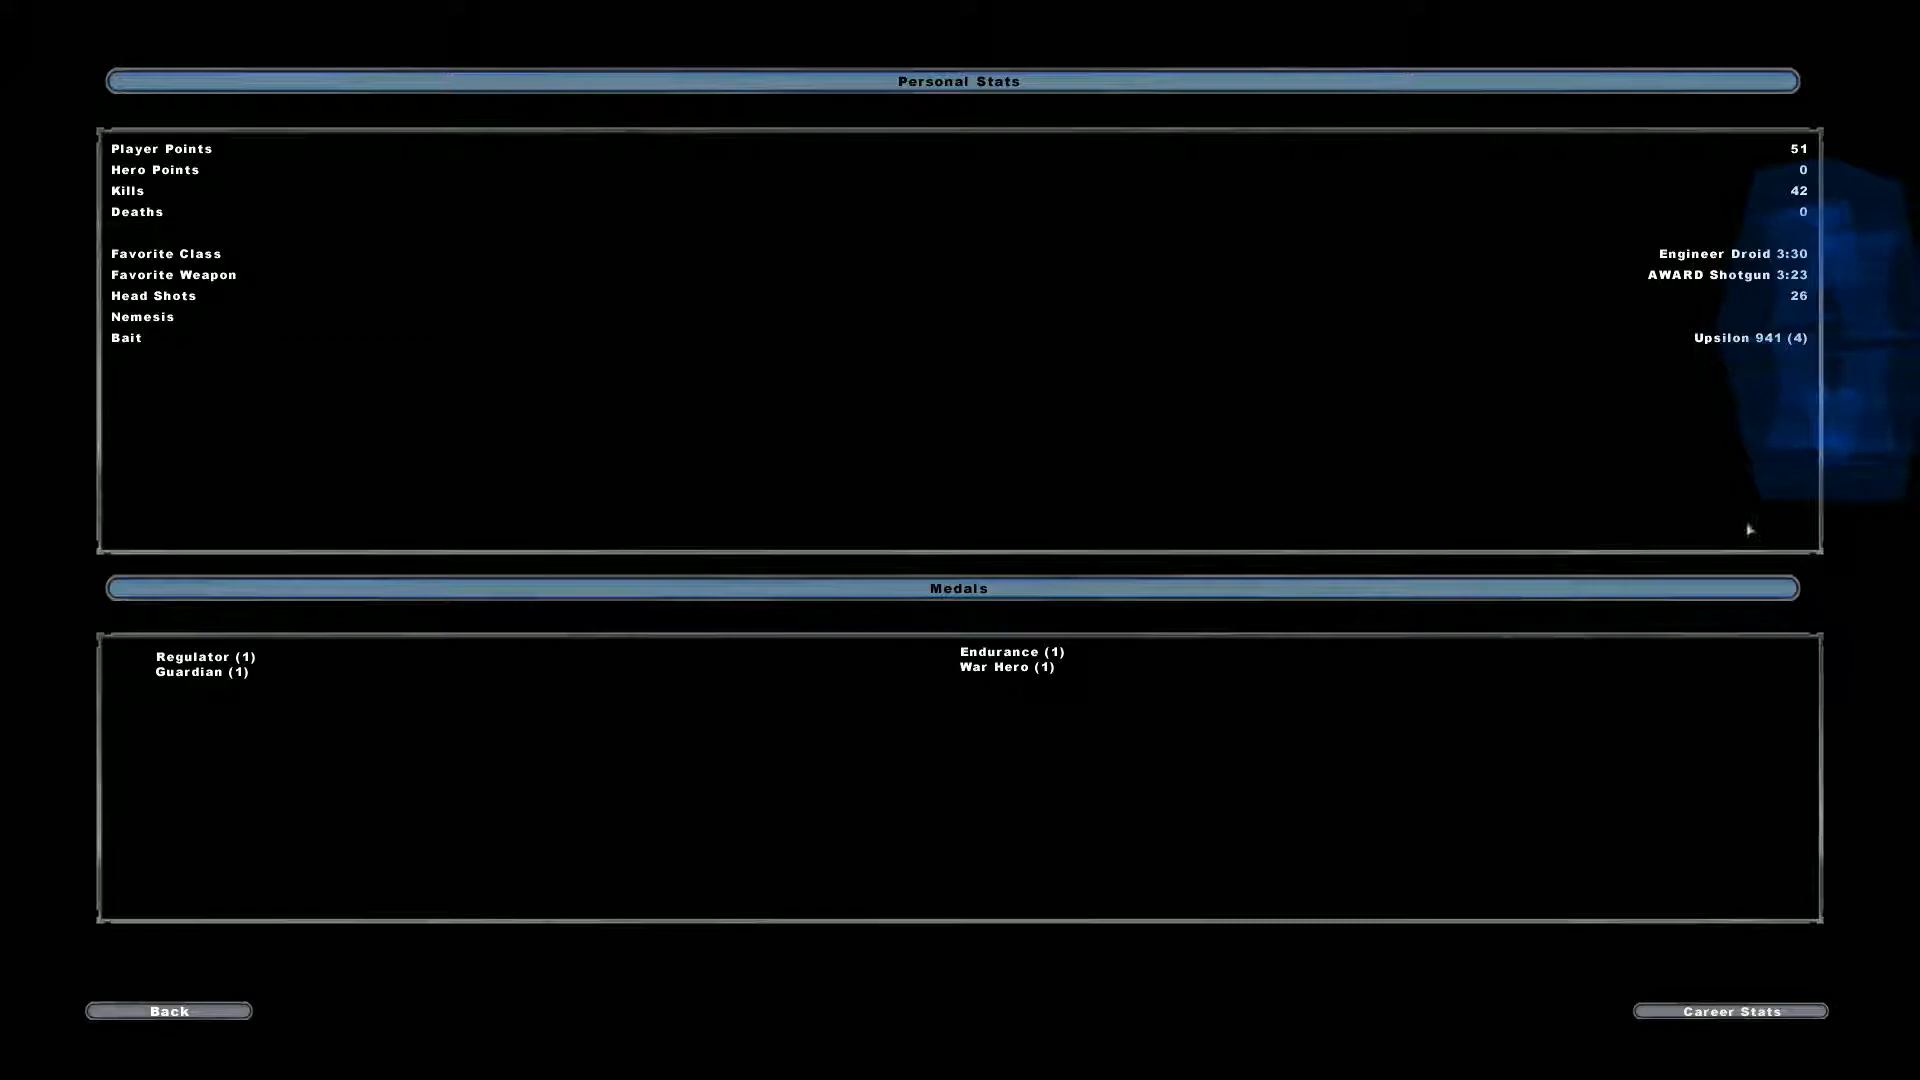 Personal Stats
Player Points 51
Hero Points 0
Kills 42
Deaths 0
Favorite Class Engineer Droid 3:30
Favorite Weapon AWARD Shotgun 3:23
Head Shots 26
Nemesis
Bait Upsilon 941 (4)
Medals
Regulator (1) Endurance (1)
Guardian (1) War Hero (1)
Back Career Stats